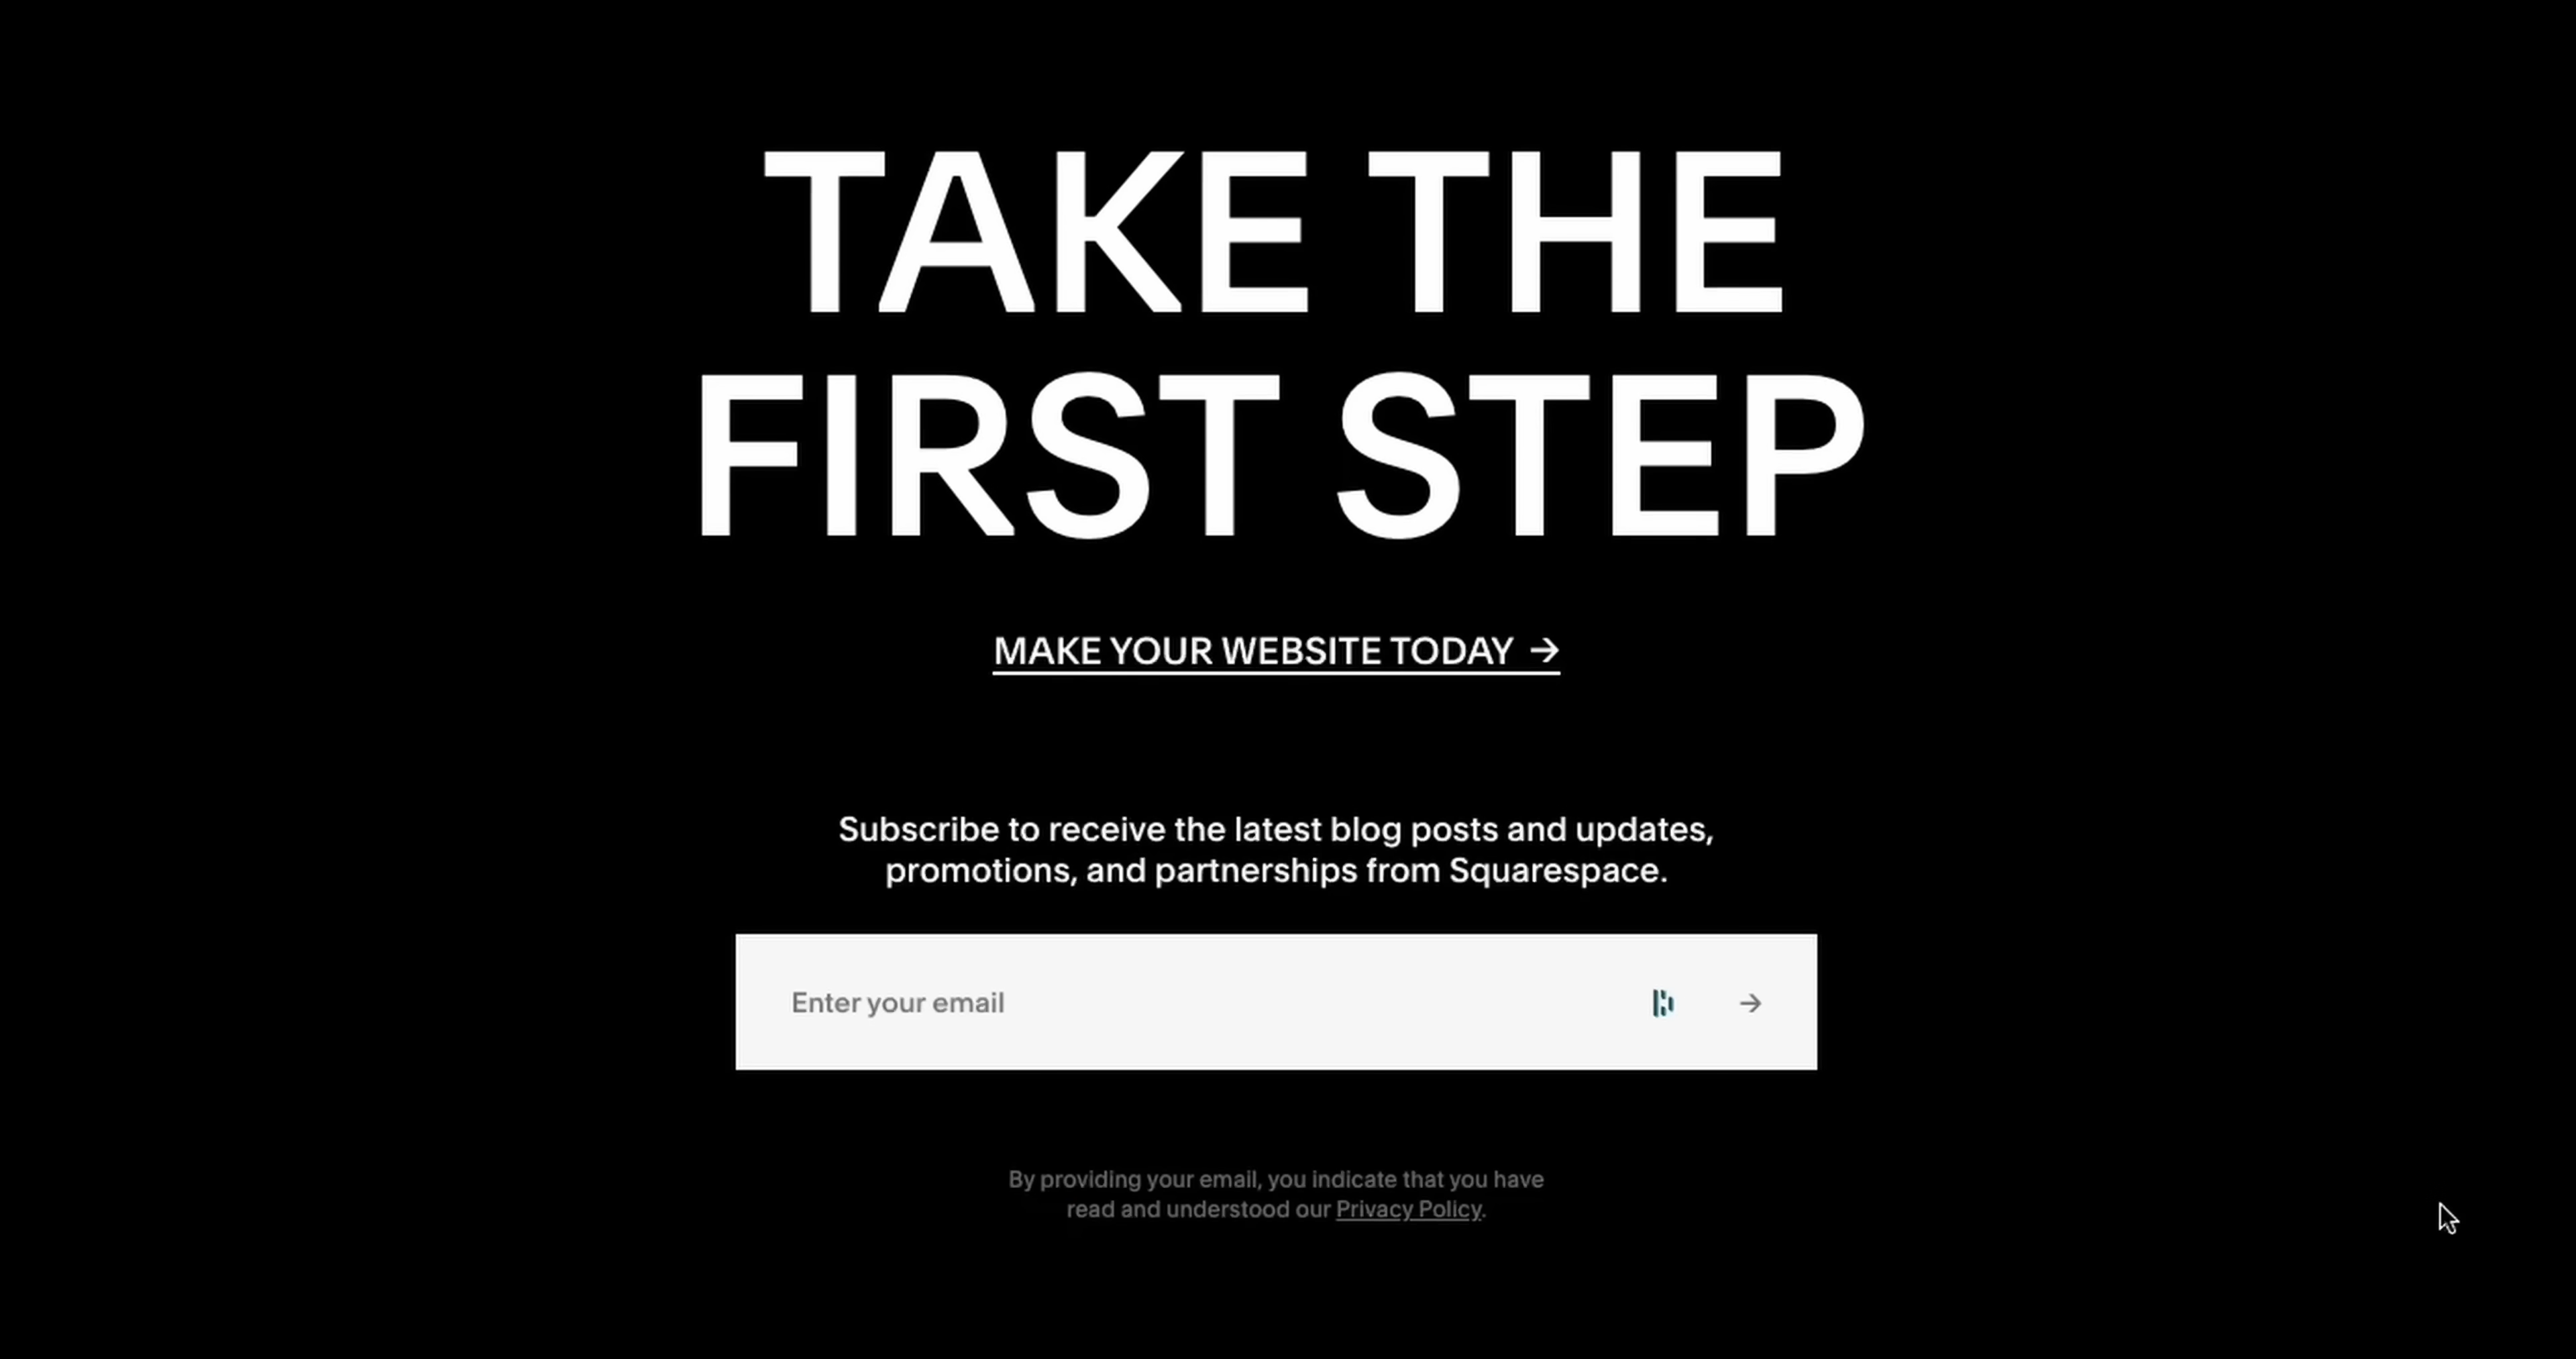 TAKE THE
FIRST STEP
MAKE YOUR WEBSITE TODAY →
Subscribe to receive the latest blog posts and updates,
promotions, and partnerships from Squarespace.
Enter your email →
By providing your email, you indicate that you have
read and understood our Privacy Policy.